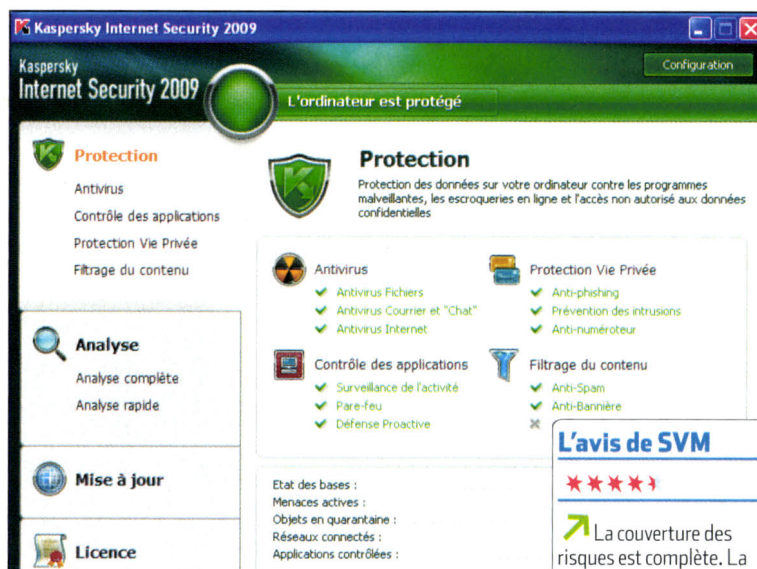 Kaspersky Internet Security 2009
Kaspersky
Internet Security 2009
Configuration
L'ordinateur est protégé
Protection
Antivirus
Contrôle des applications
Protection Vie Privée
Filtrage du contenu
Analyse
Analyse complète
Analyse rapide
Mise à jour
Licence
Protection
Protection des données sur votre ordinateur contre les programmes
malveillantes, les escroqueries en ligne et l'accès non autorisé aux données
confidentielles
Antivirus
Antivirus Fichiers
Antivirus Courrier et "Chat"
Antivirus Internet
Protection Vie Privée
Anti-phishing
Prévention des intrusions
Anti-numéroteur
Contrôle des applications
Surveillance de l'activité
Pare-feu
Défense Proactive
Filtrage du contenu
Anti-Spam
Anti-Bannière
Etat des bases :
Menaces actives :
Objets en quarantaine :
Réseaux connectés :
Applications contrôlées :
L'avis de SVM
La couverture des
risques est complète. La